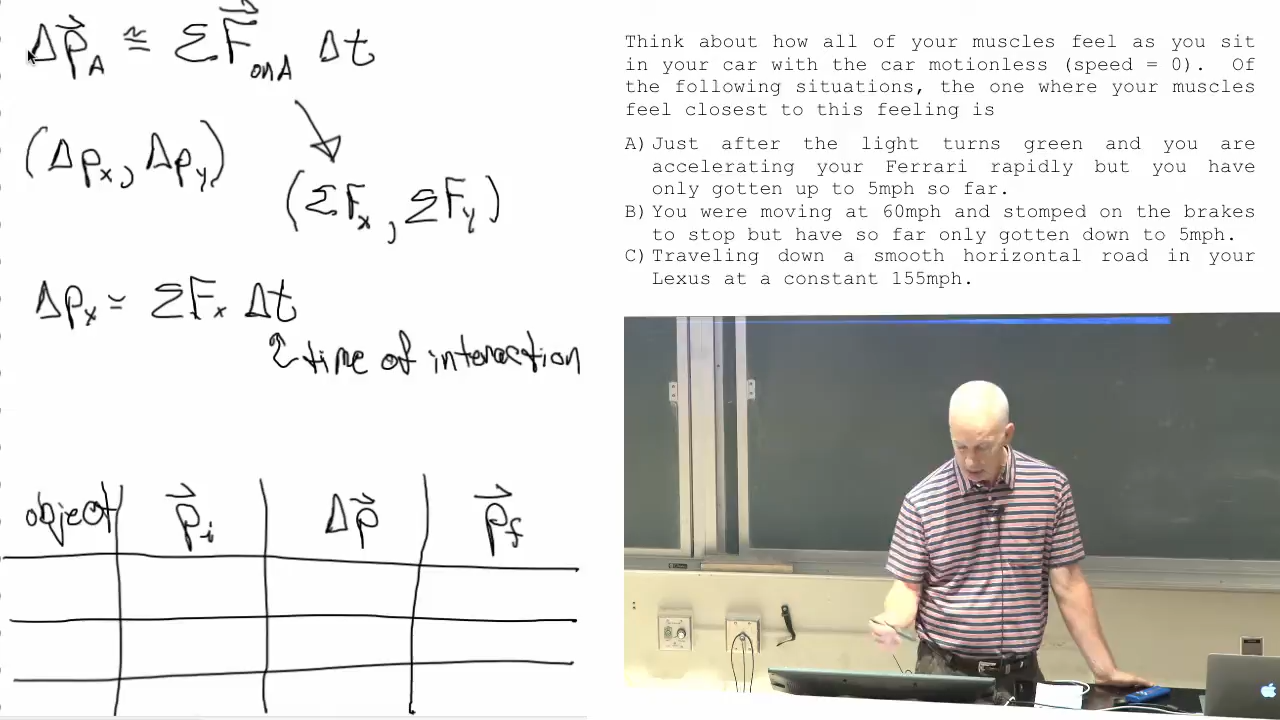 Δp⃗_A ≅ ΣF⃗_onA Δt
(Δp_x, Δp_y)
(ΣF_x, ΣF_y)
Δp_x ≃ ΣF_x Δt
time of interaction
object p⃗_i Δp⃗ p⃗_f
Think about how all of your muscles feel as you sit
in your car with the car motionless (speed = 0). Of
the following situations, the one where your muscles
feel closest to this feeling is
A) Just after the light turns green and you are
accelerating your Ferrari rapidly but you have
only gotten up to 5mph so far.
B) You were moving at 60mph and stomped on the brakes
to stop but have so far only gotten down to 5mph.
C) Traveling down a smooth horizontal road in your
Lexus at a constant 155mph.